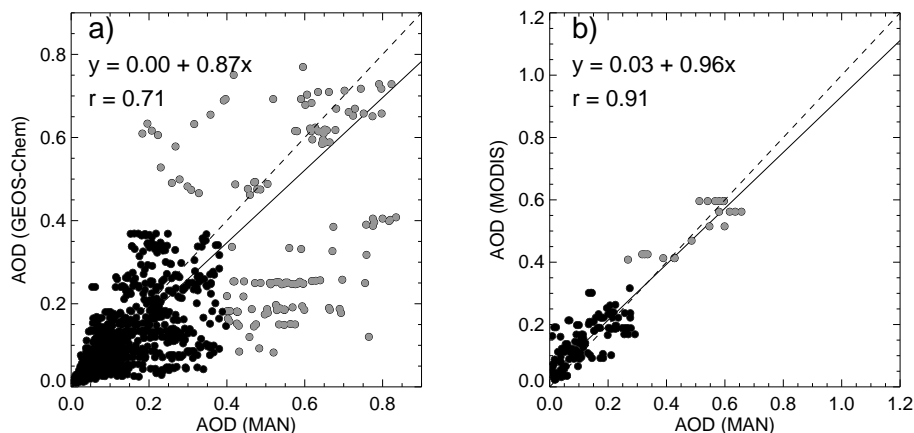 a)
y = 0.00 + 0.87x
r = 0.71
AOD (GEOS-Chem)
0.8
0.6
0.4
0.2
0.0
0.0 0.2 0.4 0.6 0.8
AOD (MAN)
b)
y = 0.03 + 0.96x
r = 0.91
AOD (MODIS)
1.2
1.0
0.8
0.6
0.4
0.2
0.0
0.0 0.2 0.4 0.6 0.8 1.0 1.2
AOD (MAN)